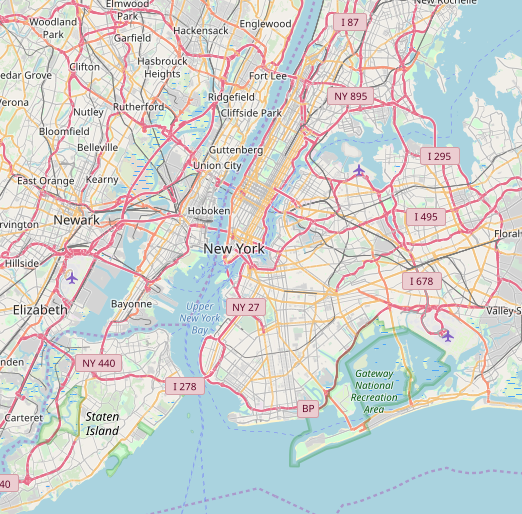 New Rochelle
Elmwood
Park
Woodland
Park
I 87
Englewood
Hackensack
Garfield
Clifton
Hasbrouck
Heights
Fort Lee
edar Grove
NY 895
Ridgefield
Verona
Rutherford
Nutley
Cliffside Park
Bloomfield
Belleville
Guttenberg
I 295
Union City
East Orange
Kearny
Hoboken
I 495
Newark
rvington
Flora
New York
Hillside
I 678
Bayonne
Upper
New York
Bay
NY 27
Elizabeth
Valley S
nden
NY 440
Gateway
National
Recreation
Area
I 278
BP
Carteret
Staten
Island
40